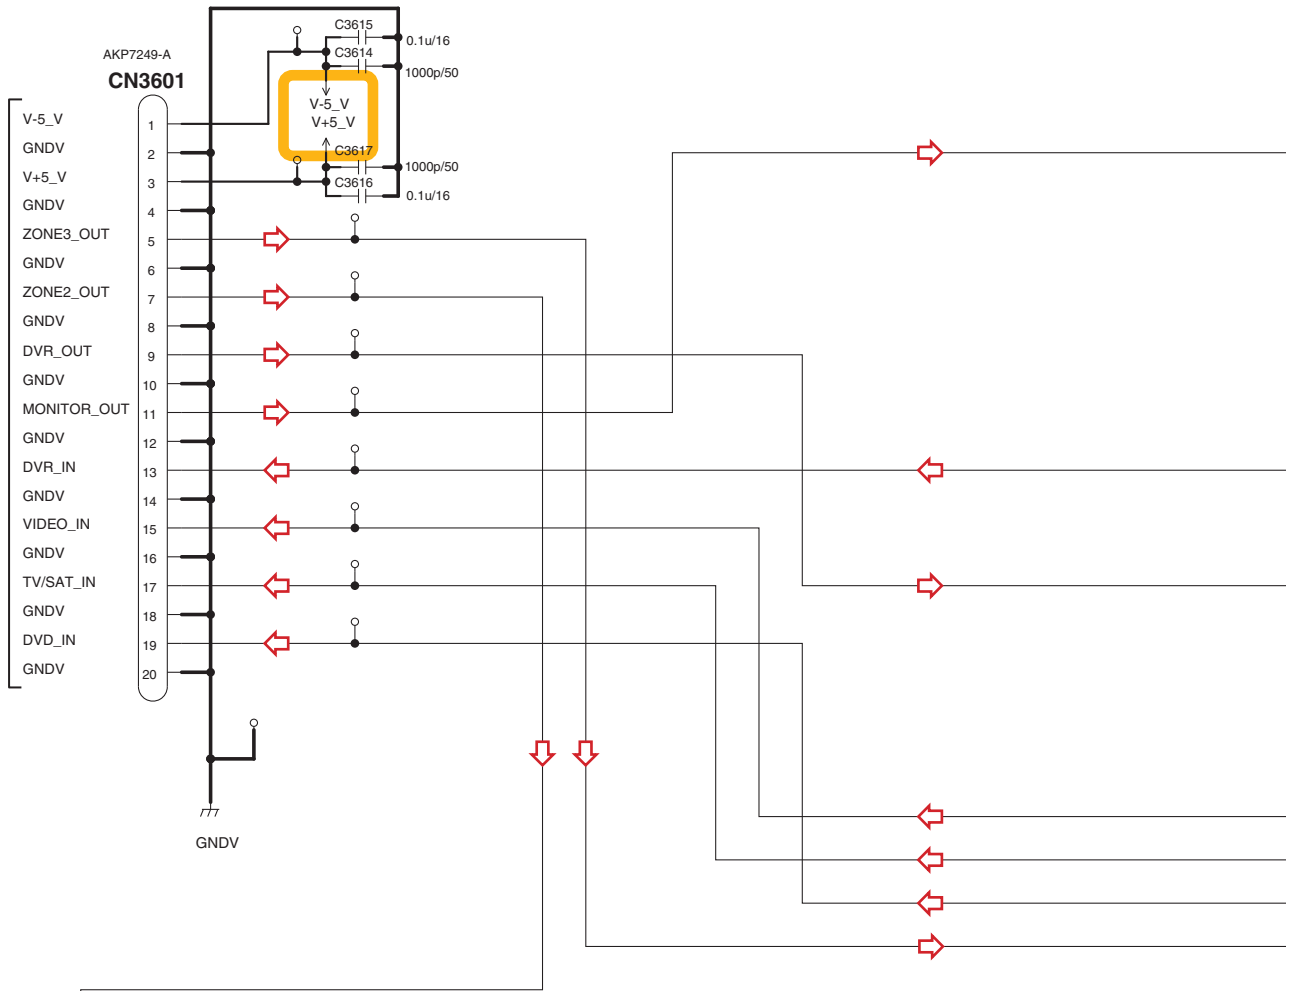 C3615
0.1u/16
C3614
1000p/50
AKP7249-A
CN3601
V-5_V
V+5_V
C3617
1000p/50
C3616
0.1u/16
V-5_V 1
GNDV 2
V+5_V 3
GNDV 4
ZONE3_OUT 5
GNDV 6
ZONE2_OUT 7
GNDV 8
DVR_OUT 9
GNDV 10
MONITOR_OUT 11
GNDV 12
DVR_IN 13
GNDV 14
VIDEO_IN 15
GNDV 16
TV/SAT_IN 17
GNDV 18
DVD_IN 19
GNDV 20
GNDV